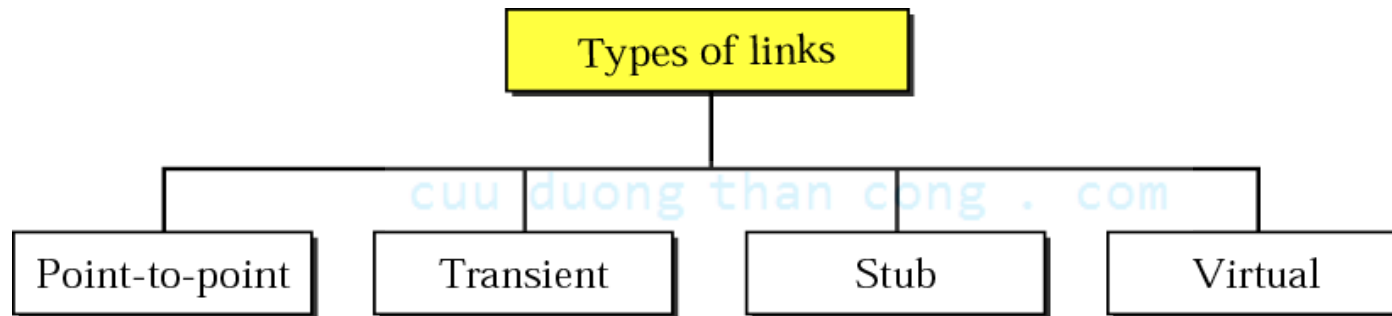 Types of links
cuu duong than cong . com
Point-to-point
Transient
Stub
Virtual